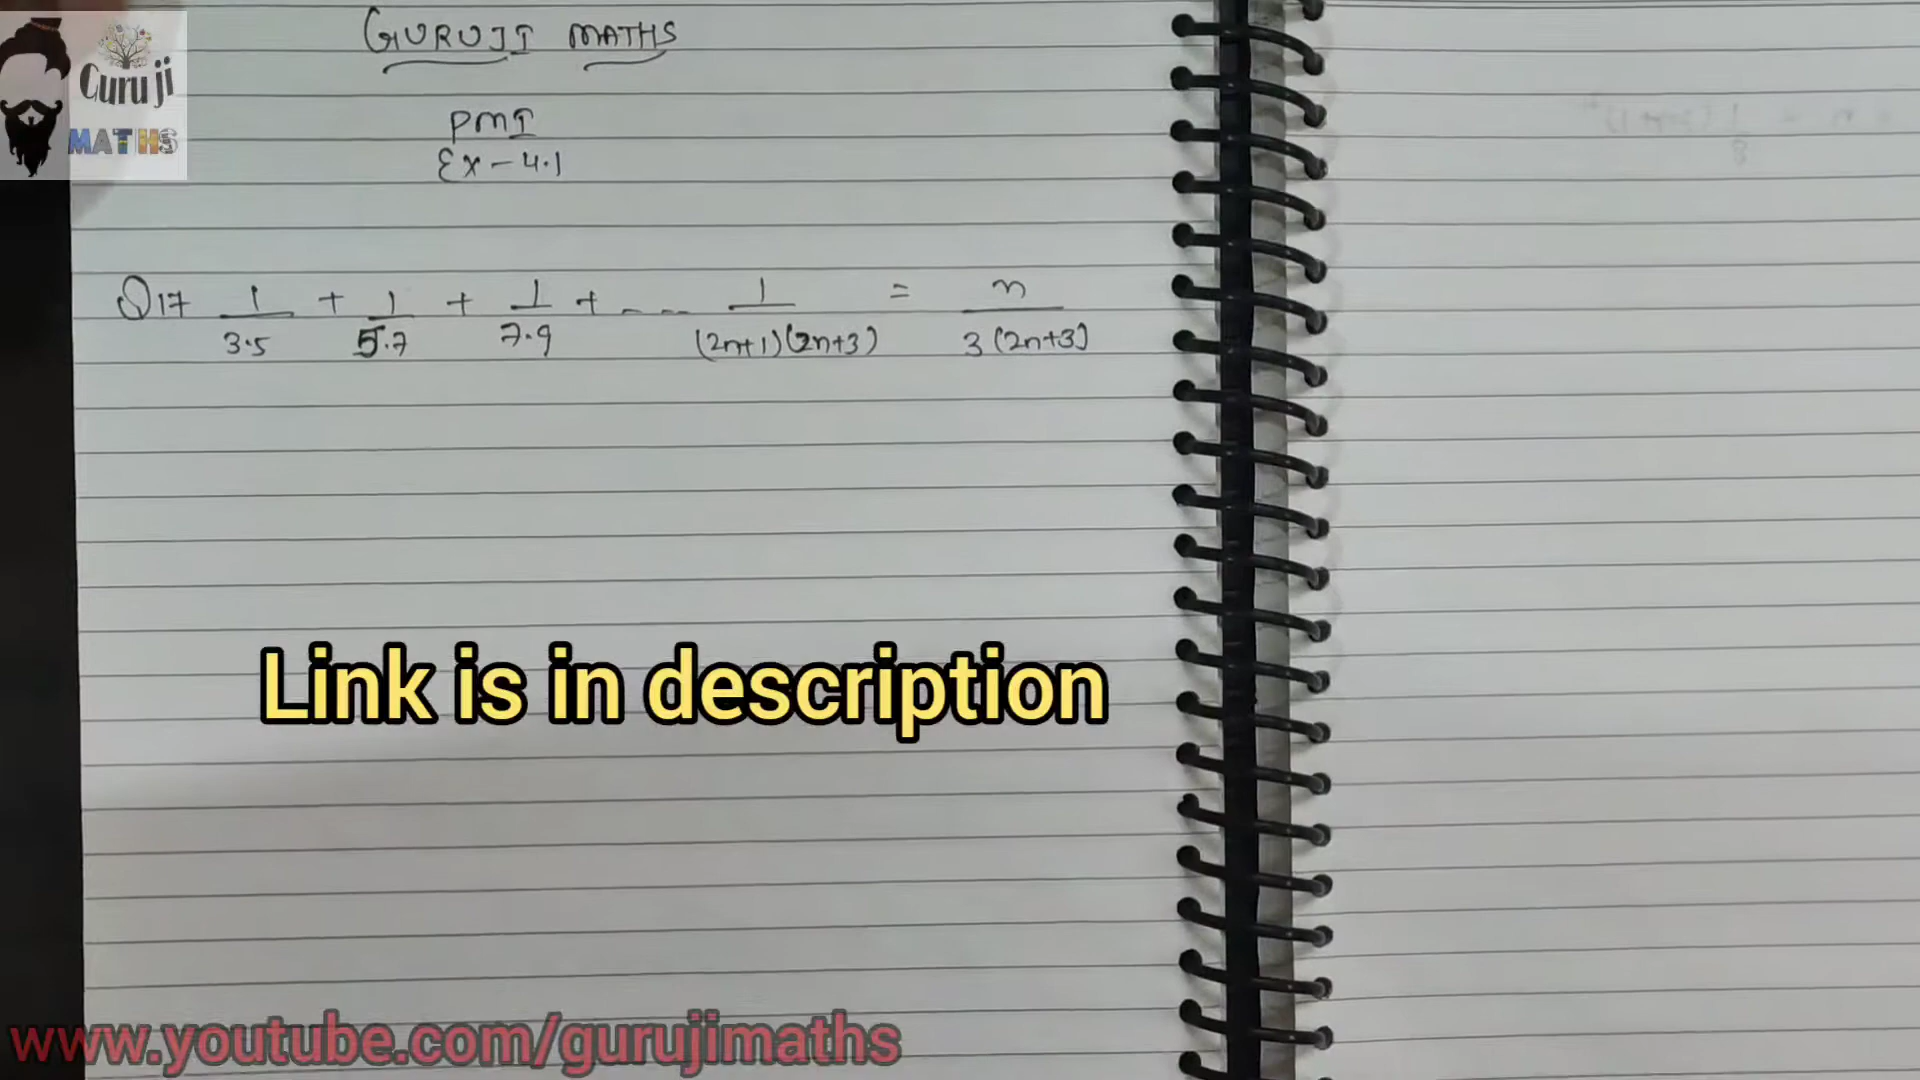 GURUJI MATHS
Guru ji
MATHS
PMI
Ex - 4.1
Q17 1/3.5 + 1/5.7 + 1/7.9 + - - - 1/(2n+1)(2n+3) = n/3(2n+3)
Link is in description
www.youtube.com/gurujimaths